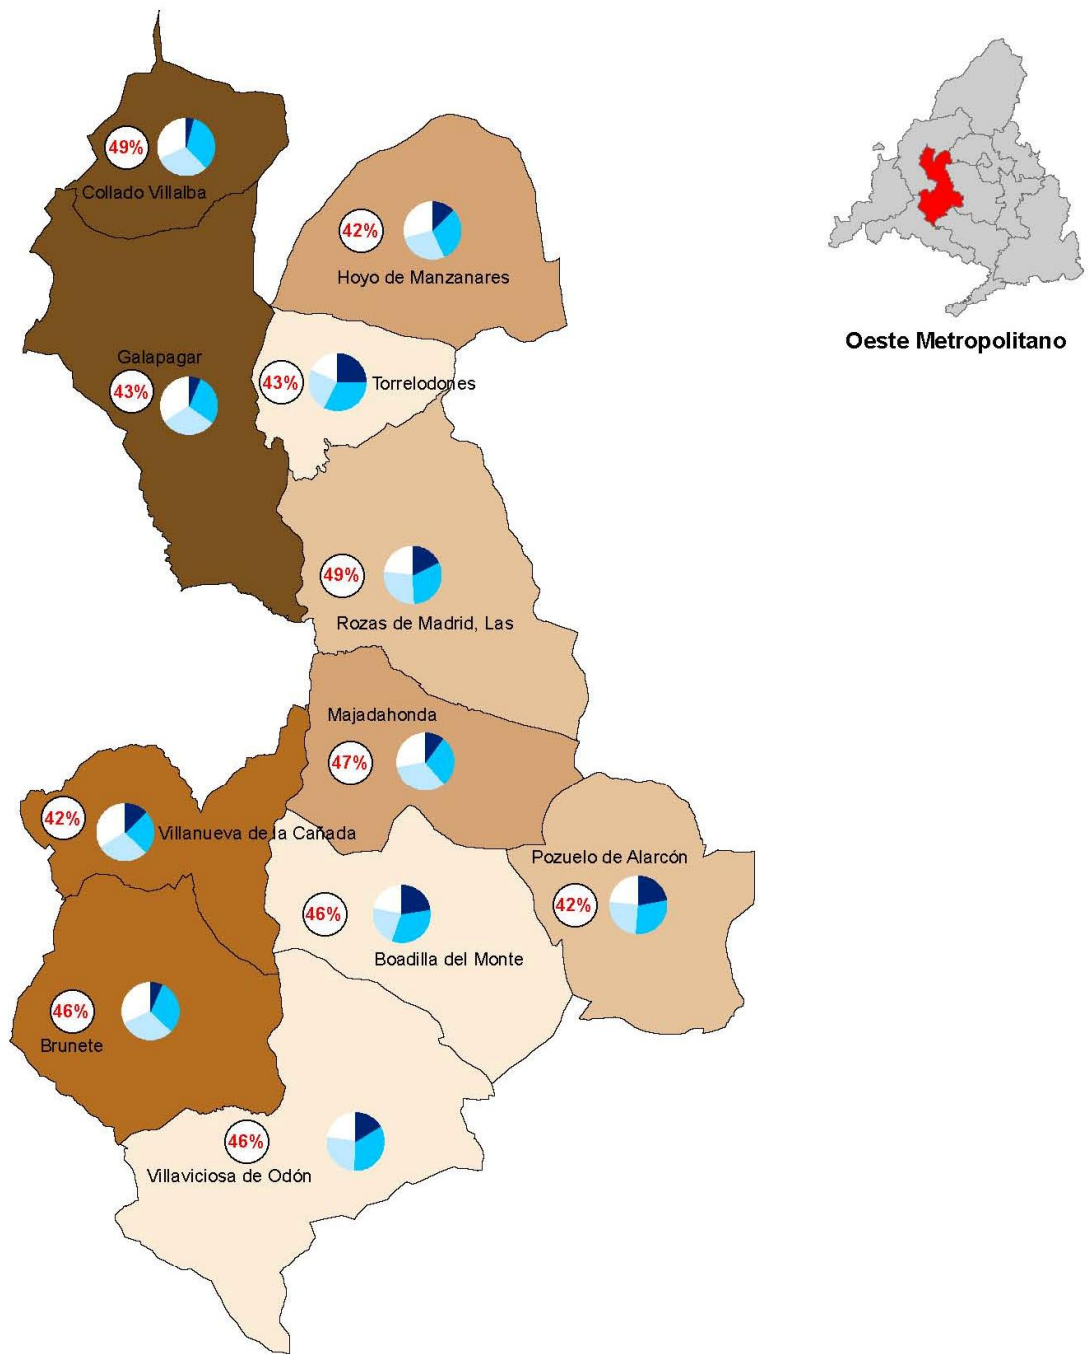 49%
Collado Villalba
42%
Hoyo de Manzanares
Oeste Metropolitano
Galapagar
43%
43%
Torrelodones
49%
Rozas de Madrid, Las
Majadahonda
47%
42%
Villanueva de la Cañada
Pozuelo de Alarcón
42%
46%
Boadilla del Monte
46%
Brunete
46%
Villaviciosa de Odón